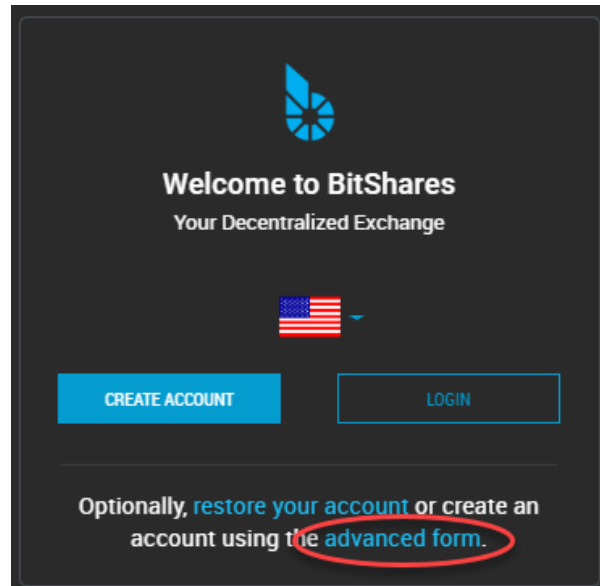 Welcome to BitShares
Your Decentralized Exchange
CREATE ACCOUNT
LOGIN
Optionally, restore your account or create an
account using the advanced form.